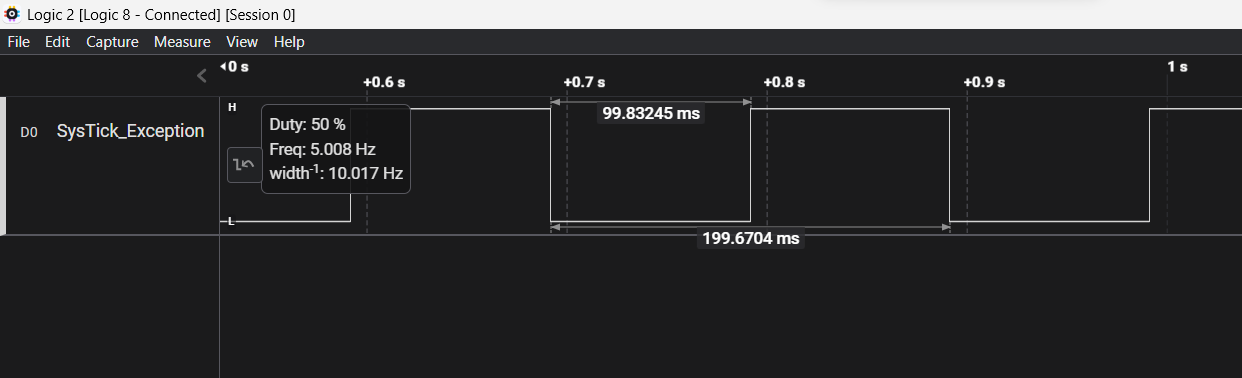 Logic 2 [Logic 8 - Connected] [Session 0]
File Edit Capture Measure View Help
0 s
1 s
+0.6 s +0.7 s +0.8 s +0.9 s
H
D0 SysTick_Exception
L
Duty: 50 %
Freq: 5.008 Hz
width⁻¹: 10.017 Hz
99.83245 ms
199.6704 ms